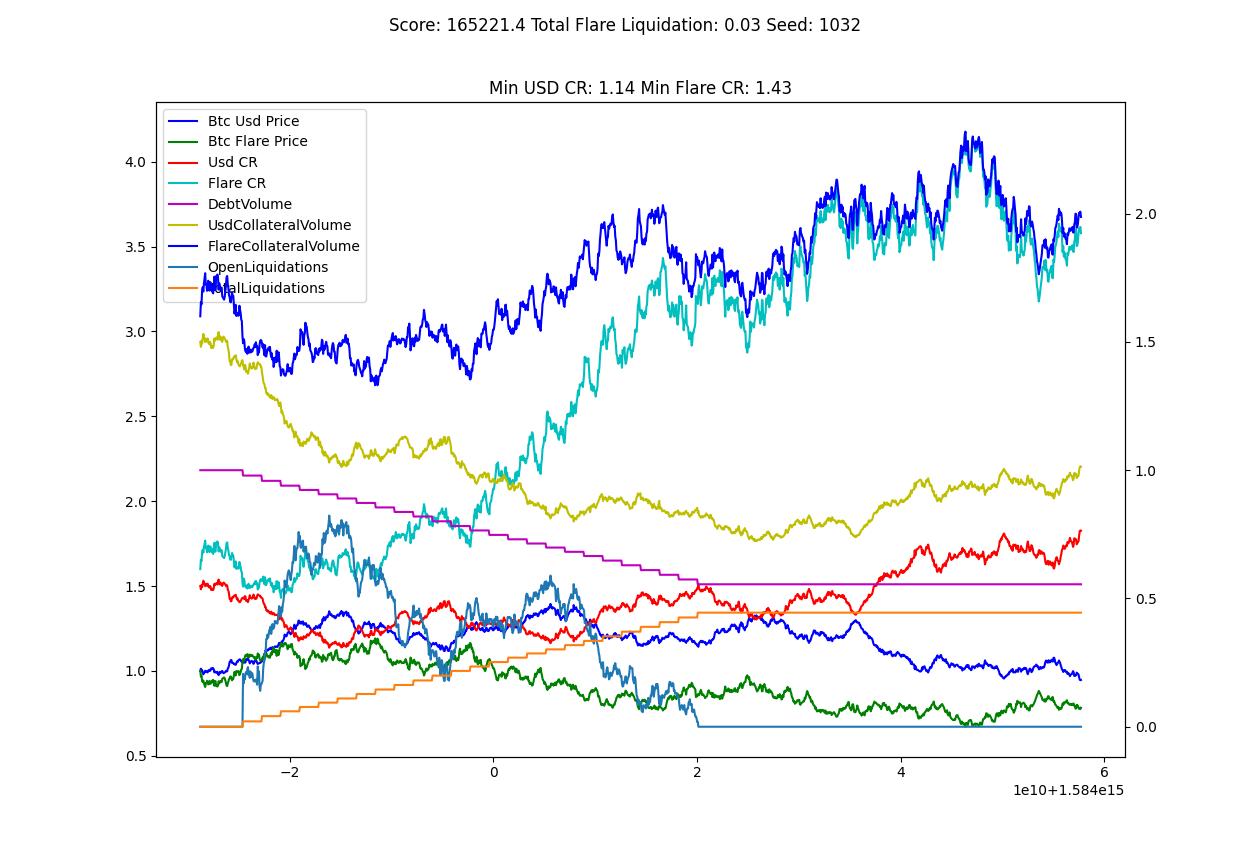 Score: 165221.4 Total Flare Liquidation: 0.03 Seed: 1032
Min USD CR: 1.14 Min Flare CR: 1.43
Btc Usd Price
Btc Flare Price
Usd CR
Flare CR
DebtVolume
UsdCollateralVolume
FlareCollateralVolume
OpenLiquidations
TotalLiquidations
4.0
3.5
3.0
2.5
2.0
1.5
1.0
0.5
2.0
1.5
1.0
0.5
0.0
−2 0 2 4 6
1e10+1.584e15